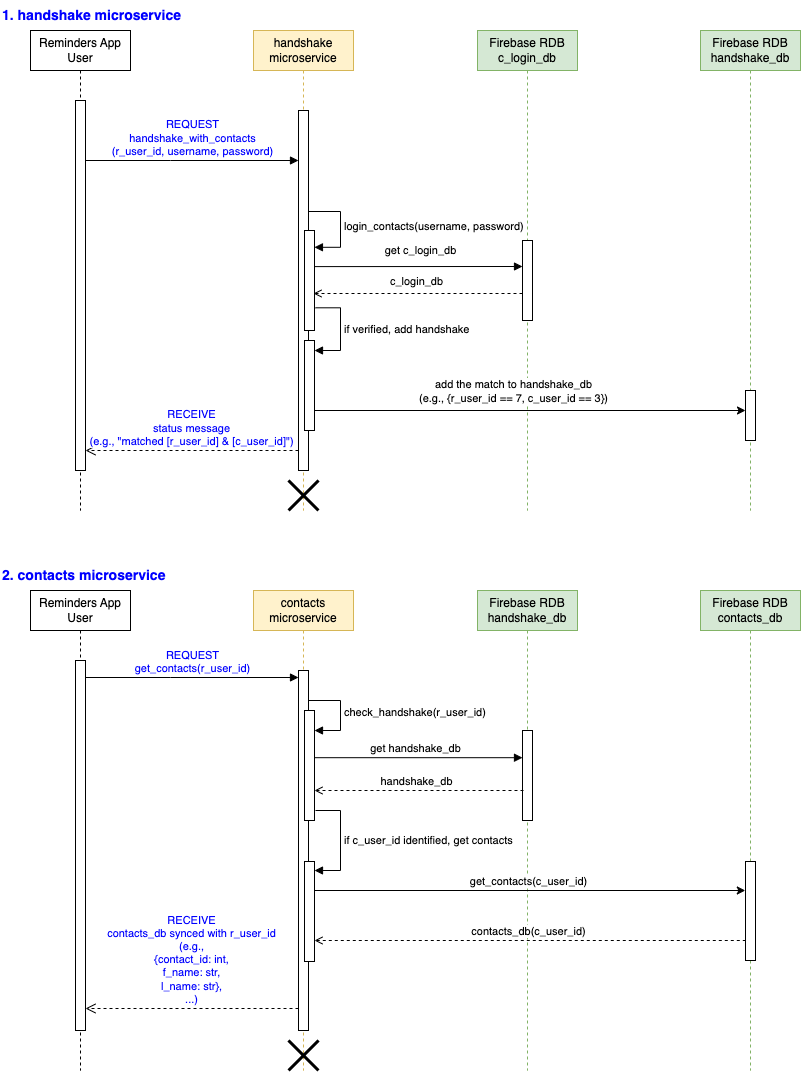 1. handshake microservice
Reminders App
User
handshake
microservice
Firebase RDB
c_login_db
Firebase RDB
handshake_db
REQUEST
handshake_with_contacts
(r_user_id, username, password)
login_contacts(username, password)
get c_login_db
c_login_db
if verified, add handshake
add the match to handshake_db
(e.g., {r_user_id == 7, c_user_id == 3})
RECEIVE
status message
(e.g., "matched [r_user_id] & [c_user_id]")
2. contacts microservice
Reminders App
User
contacts
microservice
Firebase RDB
handshake_db
Firebase RDB
contacts_db
REQUEST
get_contacts(r_user_id)
check_handshake(r_user_id)
get handshake_db
handshake_db
if c_user_id identified, get contacts
get_contacts(c_user_id)
contacts_db(c_user_id)
RECEIVE
contacts_db synced with r_user_id
(e.g.,
{contact_id: int,
f_name: str,
l_name: str},
...)